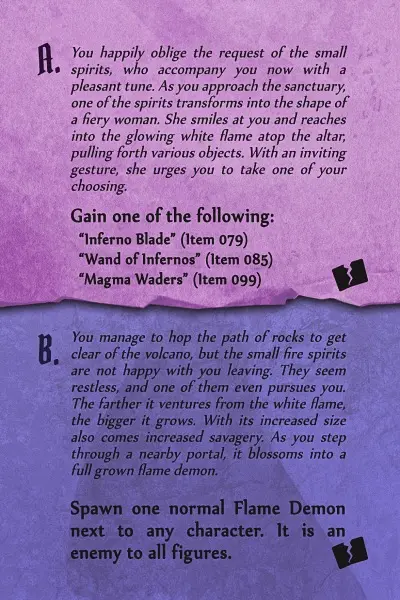 A.
You happily oblige the request of the small
spirits, who accompany you now with a
pleasant tune. As you approach the sanctuary,
one of the spirits transforms into the shape of
a fiery woman. She smiles at you and reaches
into the glowing white flame atop the altar,
pulling forth various objects. With an inviting
gesture, she urges you to take one of your
choosing.
Gain one of the following:
“Inferno Blade” (Item 079)
“Wand of Infernos” (Item 085)
“Magma Waders” (Item 099)
B.
You manage to hop the path of rocks to get
clear of the volcano, but the small fire spirits
are not happy with you leaving. They seem
restless, and one of them even pursues you.
The farther it ventures from the white flame,
the bigger it grows. With its increased size
also comes increased savagery. As you step
through a nearby portal, it blossoms into a
full grown flame demon.
Spawn one normal Flame Demon
next to any character. It is an
enemy to all figures.